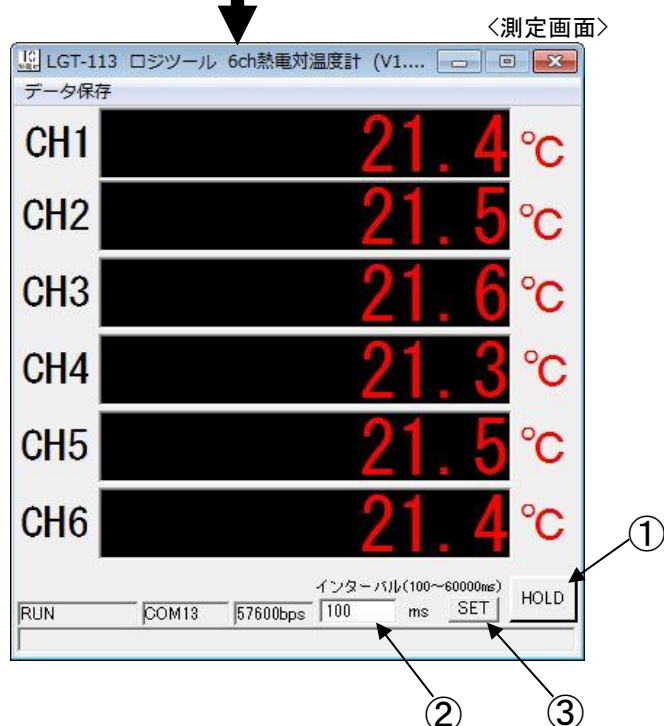 <測定画面>
LGT-113 ロジツール 6ch熱電対温度計 (V1....
データ保存
CH1 21.4 ℃
CH2 21.5 ℃
CH3 21.6 ℃
CH4 21.3 ℃
CH5 21.5 ℃
CH6 21.4 ℃
①
インターバル(100~60000ms)
RUN COM13 57600bps 100 ms SET HOLD
② ③